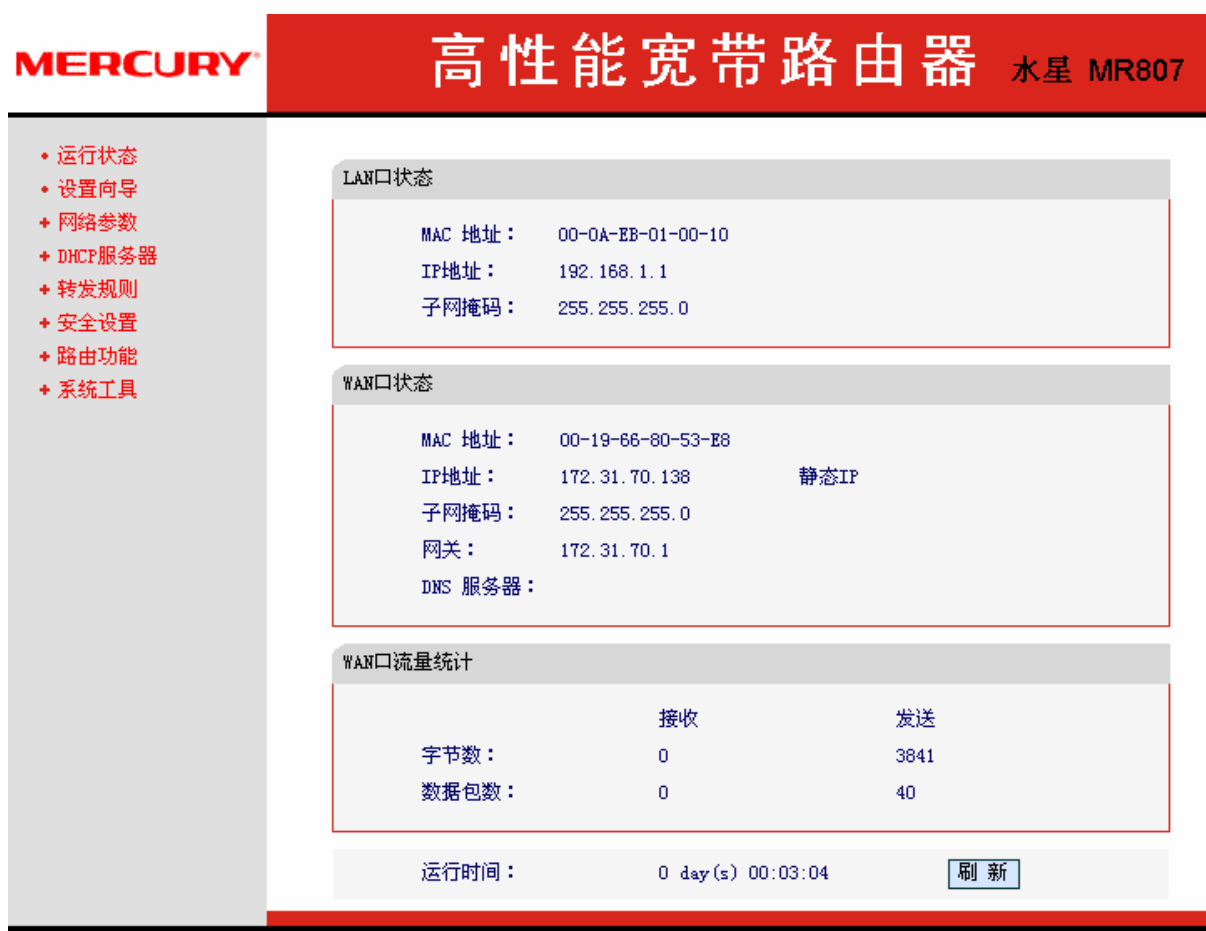 MERCURY
高性能宽带路由器 水星 MR807
• 运行状态
• 设置向导
+ 网络参数
+ DHCP服务器
+ 转发规则
+ 安全设置
+ 路由功能
+ 系统工具
LAN口状态
MAC 地址： 00-0A-EB-01-00-10
IP地址： 192.168.1.1
子网掩码： 255.255.255.0
WAN口状态
MAC 地址： 00-19-66-80-53-E8
IP地址： 172.31.70.138 静态IP
子网掩码： 255.255.255.0
网关： 172.31.70.1
DNS 服务器：
WAN口流量统计
接收 发送
字节数： 0 3841
数据包数： 0 40
运行时间： 0 day(s) 00:03:04 刷 新